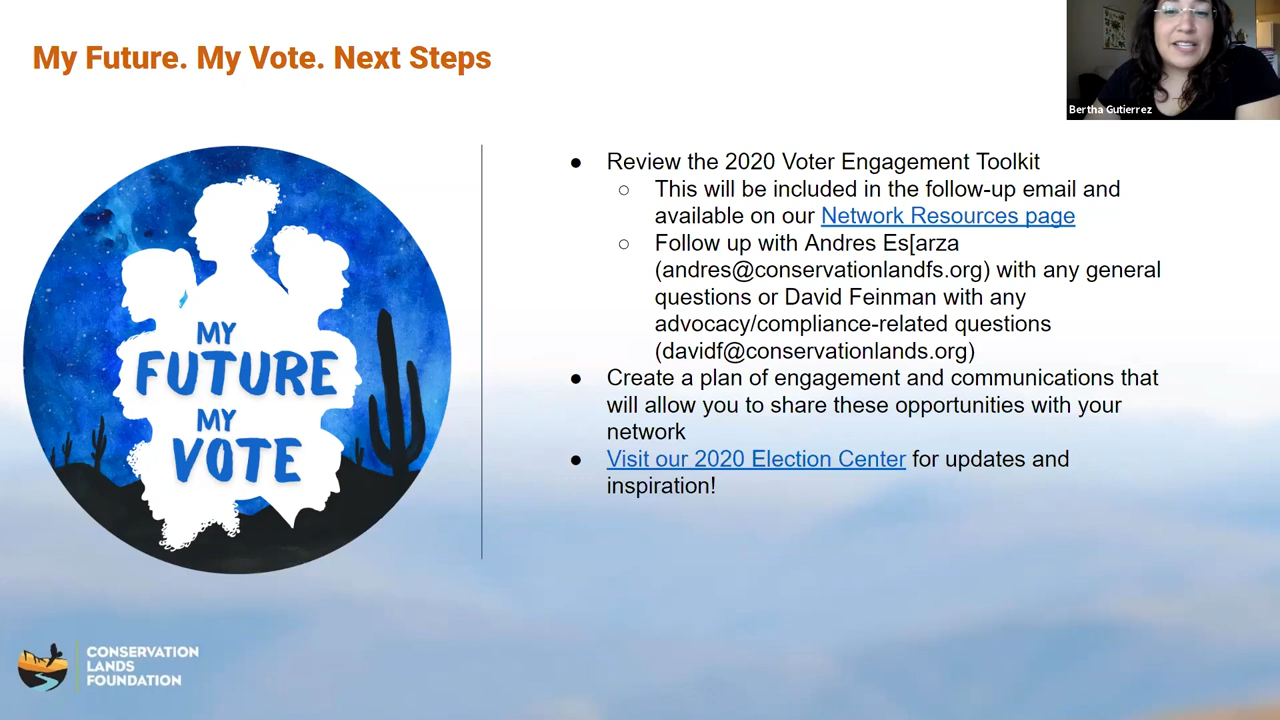 My Future. My Vote. Next Steps
Bertha Gutierrez
MY
FUTURE
MY
VOTE
● Review the 2020 Voter Engagement Toolkit
○ This will be included in the follow-up email and
available on our Network Resources page
○ Follow up with Andres Es[arza
(andres@conservationlandfs.org) with any general
questions or David Feinman with any
advocacy/compliance-related questions
(davidf@conservationlands.org)
● Create a plan of engagement and communications that
will allow you to share these opportunities with your
network
● Visit our 2020 Election Center for updates and
inspiration!
CONSERVATION
LANDS
FOUNDATION